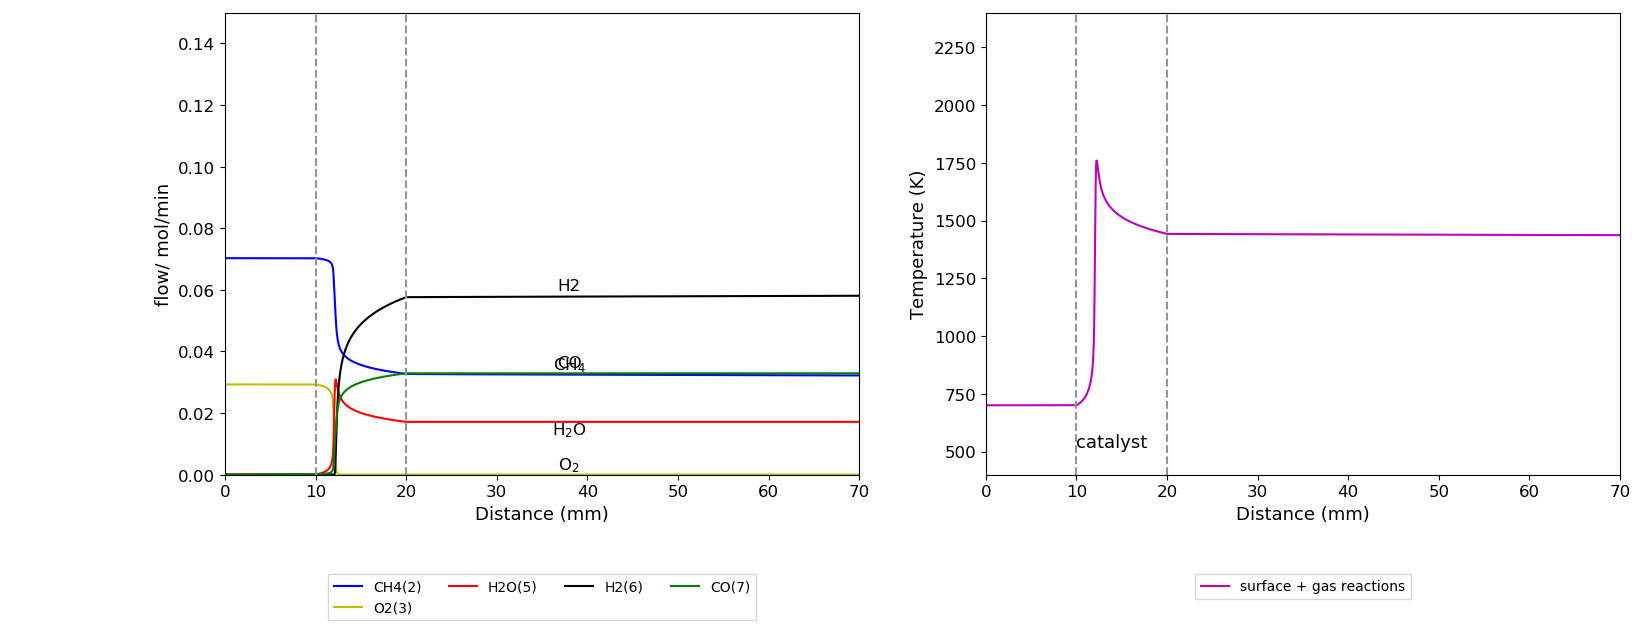 0.14
0.12
0.10
0.08
0.06
0.04
0.02
0.00
flow/ mol/min
H2
CO
CH₄
H₂O
O₂
0 10 20 30 40 50 60 70
Distance (mm)
CH4(2) H2O(5) H2(6) CO(7)
O2(3)
2250
2000
1750
1500
1250
1000
750
500
Temperature (K)
catalyst
0 10 20 30 40 50 60 70
Distance (mm)
surface + gas reactions